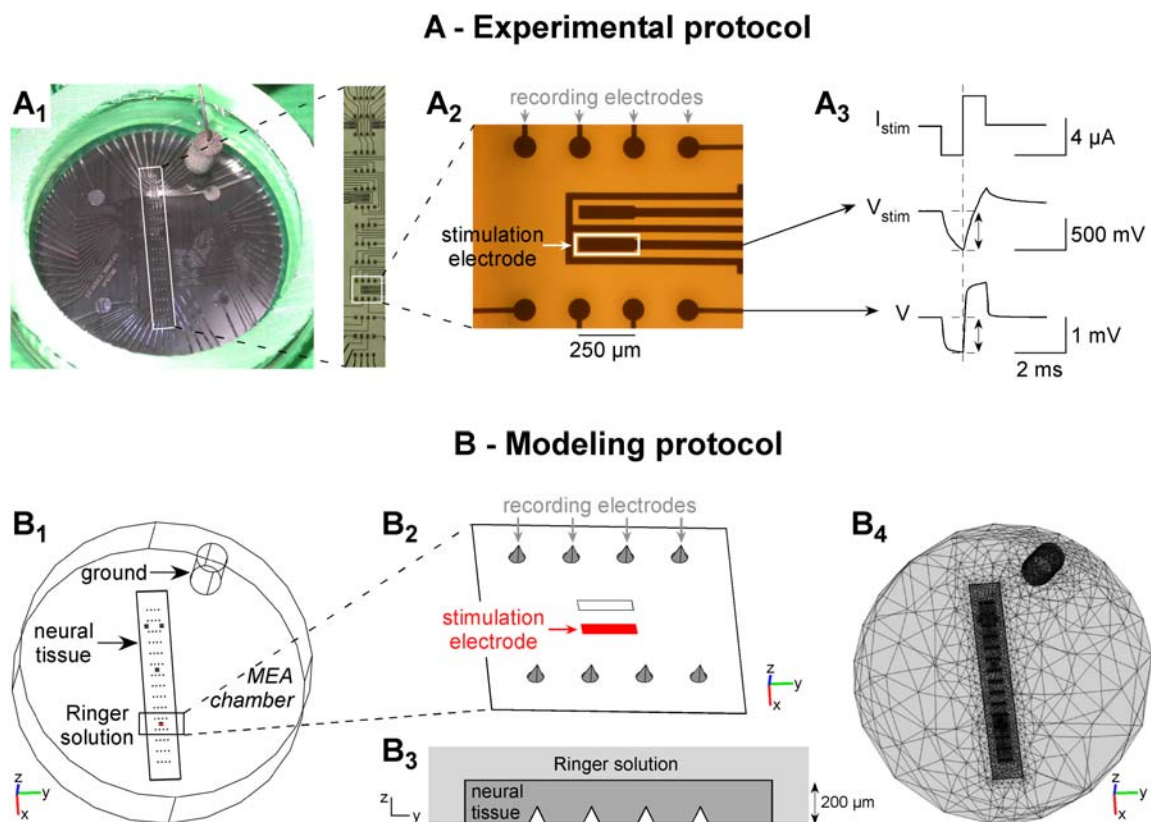 A - Experimental protocol
A1
A2
recording electrodes
stimulation
electrode
250 µm
A3
Istim
4 µA
Vstim
500 mV
V
1 mV
2 ms
B - Modeling protocol
B1
ground
neural
tissue
MEA
chamber
Ringer
solution
z
y
x
B2
recording electrodes
stimulation
electrode
z
y
x
B3
Ringer solution
neural
tissue
200 µm
z
y
B4
z
y
x